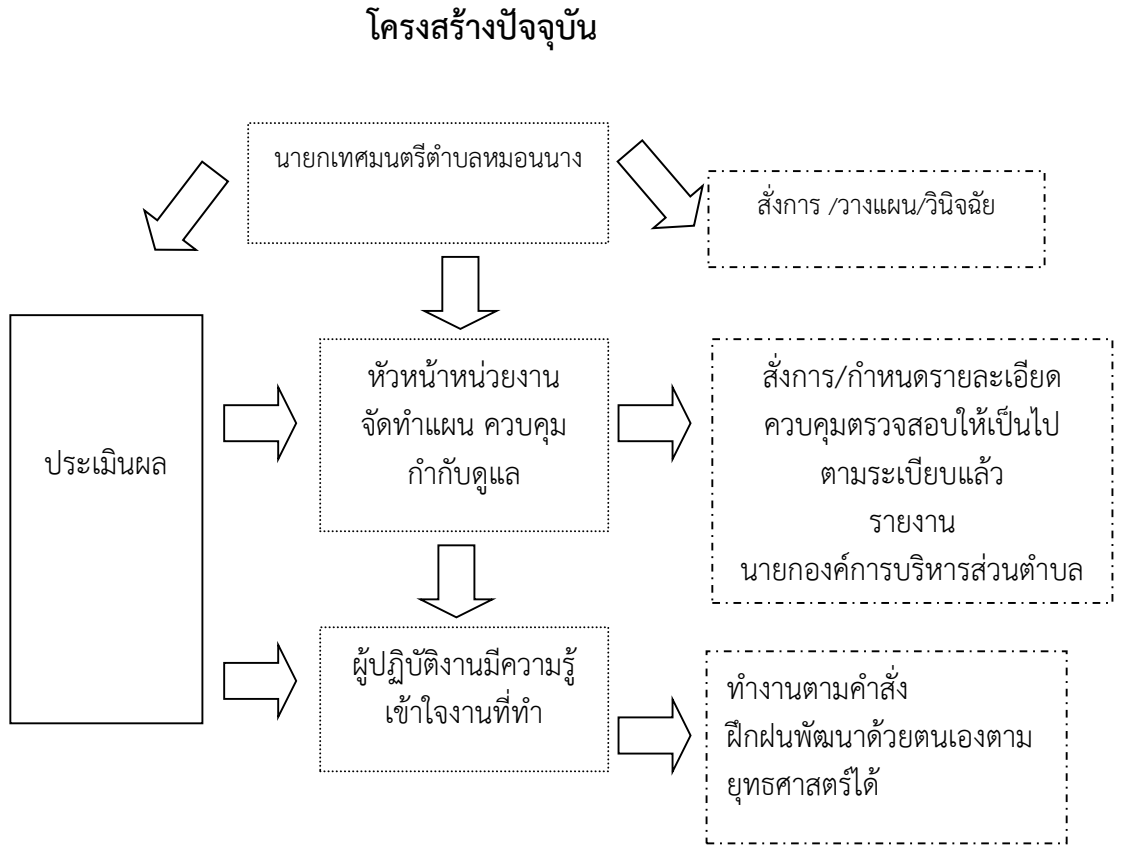 โครงสร้างปัจจุบัน
นายกเทศมนตรีตำบลหมอนนาง
สั่งการ /วางแผน/วินิจฉัย
ประเมินผล
หัวหน้าหน่วยงาน
จัดทำแผน ควบคุม
กำกับดูแล
สั่งการ/กำหนดรายละเอียด
ควบคุมตรวจสอบให้เป็นไป
ตามระเบียบแล้ว
รายงาน
นายกองค์การบริหารส่วนตำบล
ผู้ปฏิบัติงานมีความรู้
เข้าใจงานที่ทำ
ทำงานตามคำสั่ง
ฝึกฝนพัฒนาด้วยตนเองตาม
ยุทธศาสตร์ได้